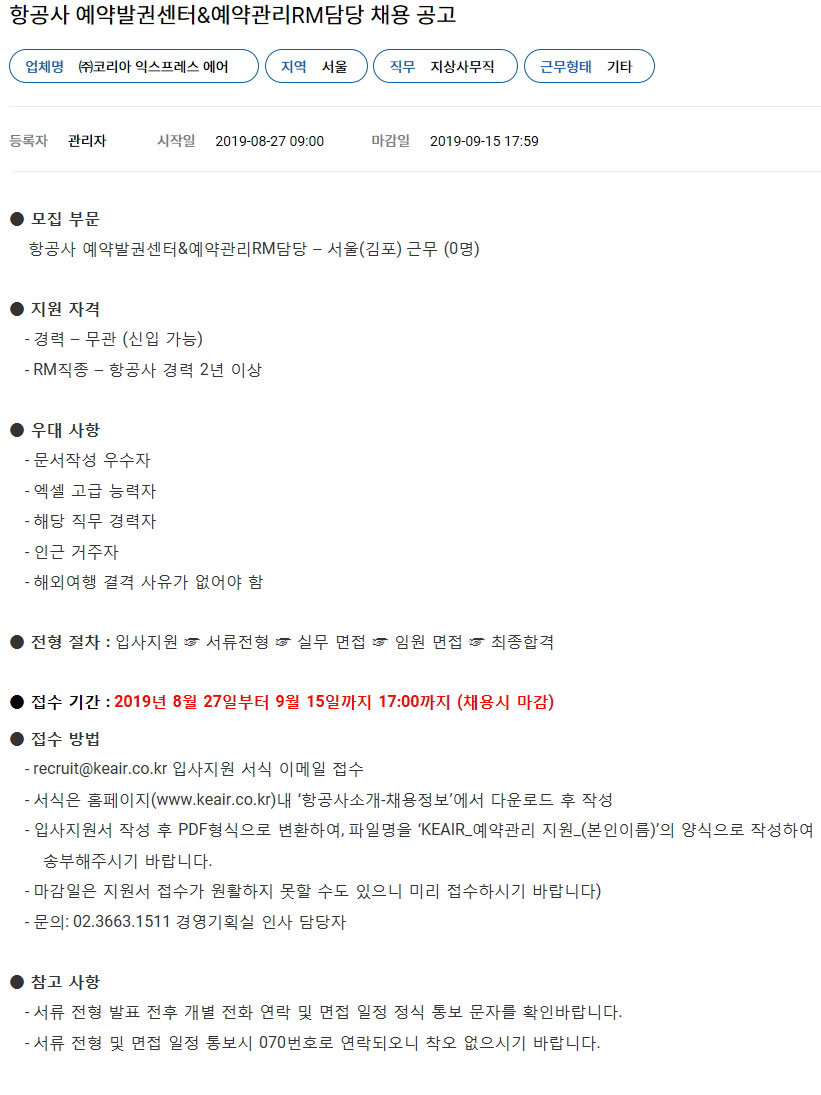 항공사 예약발권센터&예약관리RM담당 채용 공고
업체명 ㈜코리아 익스프레스 에어 지역 서울 직무 지상사무직 근무형태 기타
등록자 관리자 시작일 2019-08-27 09:00 마감일 2019-09-15 17:59
● 모집 부문
항공사 예약발권센터&예약관리RM담당 – 서울(김포) 근무 (0명)
● 지원 자격
- 경력 – 무관 (신입 가능)
- RM직종 – 항공사 경력 2년 이상
● 우대 사항
- 문서작성 우수자
- 엑셀 고급 능력자
- 해당 직무 경력자
- 인근 거주자
- 해외여행 결격 사유가 없어야 함
● 전형 절차 : 입사지원 ☞ 서류전형 ☞ 실무 면접 ☞ 임원 면접 ☞ 최종합격
● 접수 기간 : 2019년 8월 27일부터 9월 15일까지 17:00까지 (채용시 마감)
● 접수 방법
- recruit@keair.co.kr 입사지원 서식 이메일 접수
- 서식은 홈페이지(www.keair.co.kr)내 ‘항공사소개-채용정보’에서 다운로드 후 작성
- 입사지원서 작성 후 PDF형식으로 변환하여, 파일명을 ‘KEAIR_예약관리 지원_(본인이름)’의 양식으로 작성하여
송부해주시기 바랍니다.
- 마감일은 지원서 접수가 원활하지 못할 수도 있으니 미리 접수하시기 바랍니다)
- 문의: 02.3663.1511 경영기획실 인사 담당자
● 참고 사항
- 서류 전형 발표 전후 개별 전화 연락 및 면접 일정 정식 통보 문자를 확인바랍니다.
- 서류 전형 및 면접 일정 통보시 070번호로 연락되오니 착오 없으시기 바랍니다.